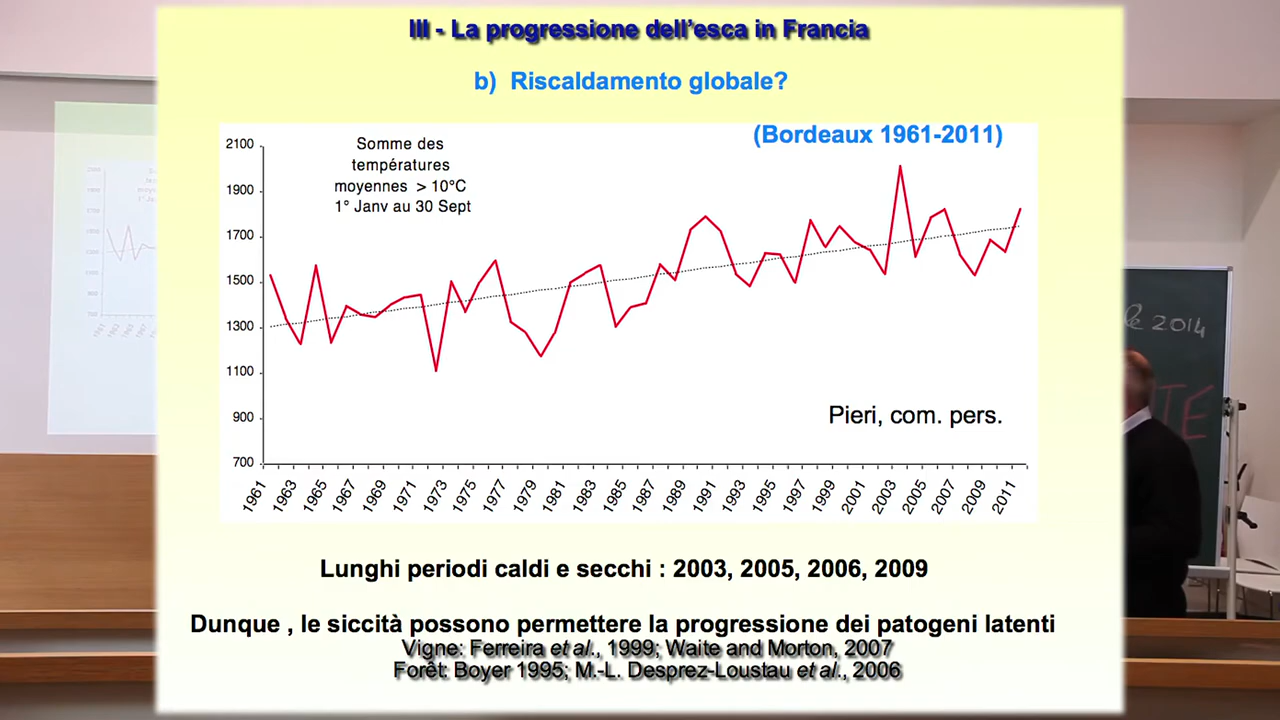 III - La progressione dell'esca in Francia
b) Riscaldamento globale?
(Bordeaux 1961-2011)
Somme des
températures
moyennes > 10°C
1° Janv au 30 Sept
2100
1900
1700
1500
1300
1100
900
700
Pieri, com. pers.
1961
1963
1965
1967
1969
1971
1973
1975
1977
1979
1981
1983
1985
1987
1989
1991
1993
1995
1997
1999
2001
2003
2005
2007
2009
2011
Lunghi periodi caldi e secchi : 2003, 2005, 2006, 2009
Dunque , le siccità possono permettere la progressione dei patogeni latenti
Vigne: Ferreira et al., 1999; Waite and Morton, 2007
Forêt: Boyer 1995; M.-L. Desprez-Loustau et al., 2006
2014